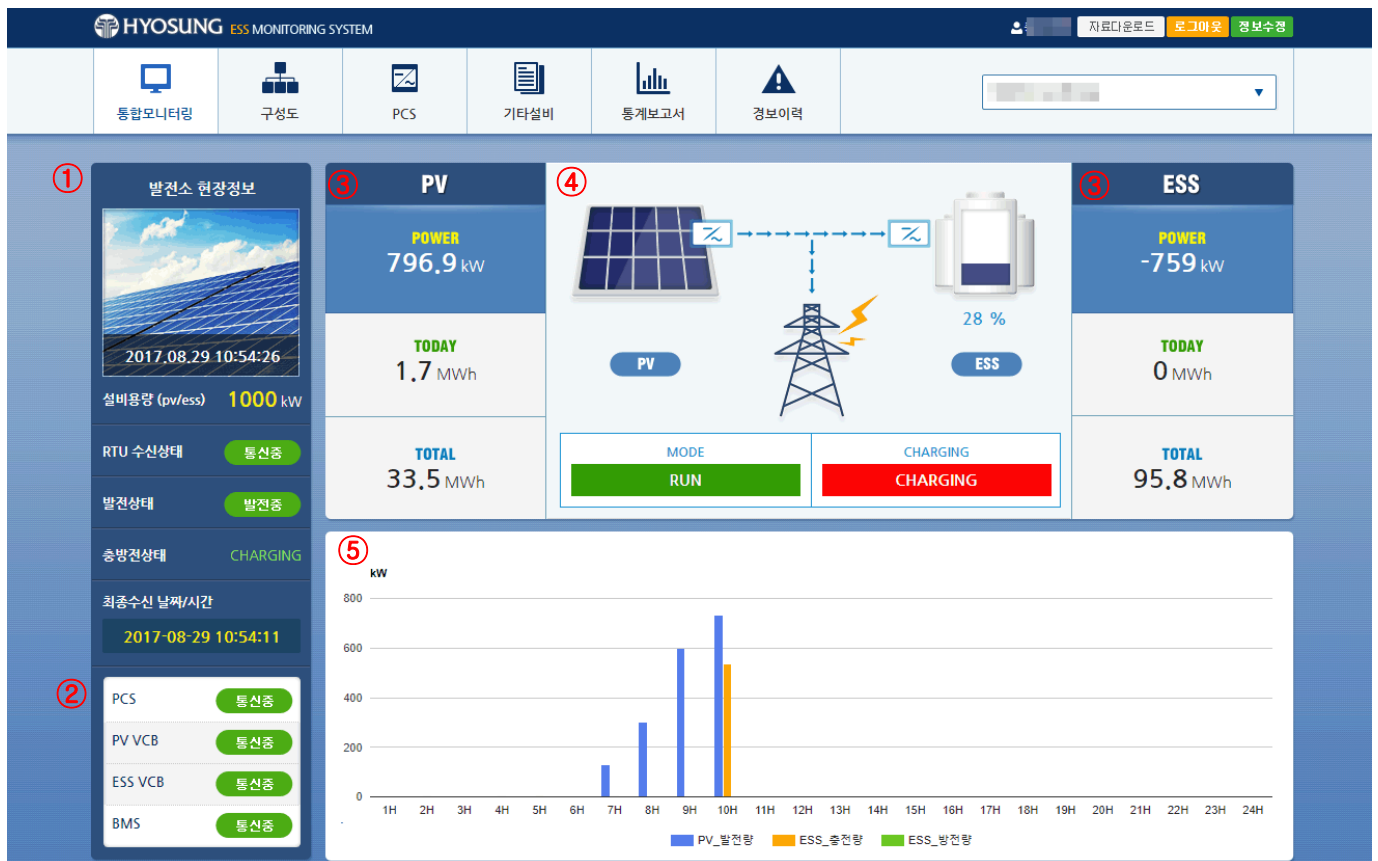 HYOSUNG ESS MONITORING SYSTEM
자료다운로드 로그아웃 정보수정
통합모니터링 구성도 PCS 기타설비 통계보고서 경보이력
①
발전소 현장정보
2017.08.29 10:54:26
설비용량 (pv/ess) 1000 kW
RTU 수신상태 통신중
발전상태 발전중
충방전상태 CHARGING
최종수신 날짜/시간
2017-08-29 10:54:11
②
PCS 통신중
PV VCB 통신중
ESS VCB 통신중
BMS 통신중
③ PV
POWER
796.9 kW
TODAY
1.7 MWh
TOTAL
33.5 MWh
④
28 %
PV ESS
MODE CHARGING
RUN CHARGING
③ ESS
POWER
-759 kW
TODAY
0 MWh
TOTAL
95.8 MWh
⑤
kW
800
600
400
200
0
1H 2H 3H 4H 5H 6H 7H 8H 9H 10H 11H 12H 13H 14H 15H 16H 17H 18H 19H 20H 21H 22H 23H 24H
PV_발전량 ESS_충전량 ESS_방전량